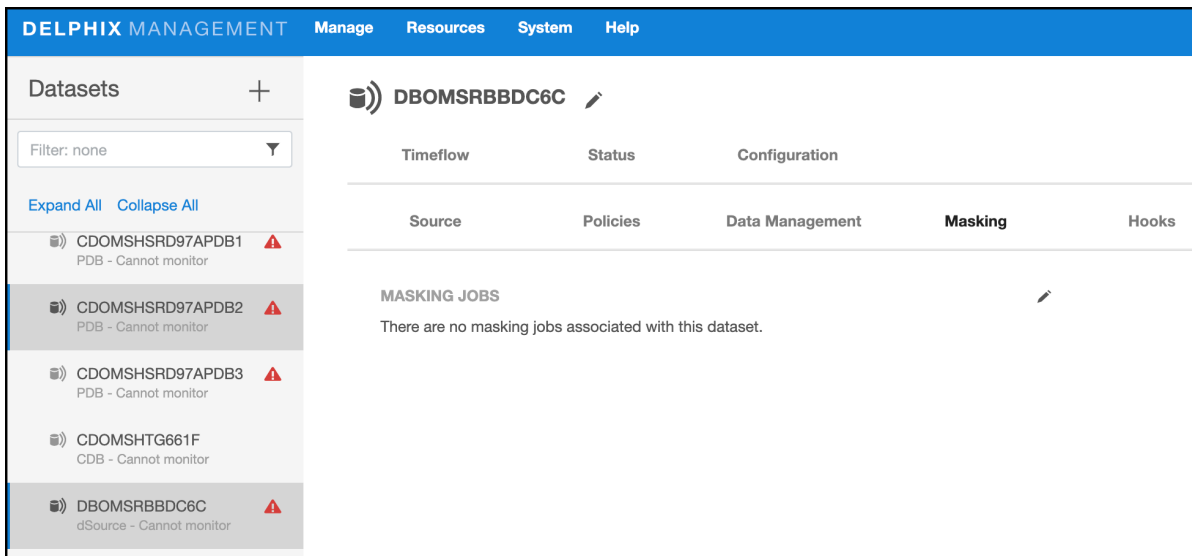 DELPHIX MANAGEMENT Manage Resources System Help
Datasets
Filter: none
Expand All Collapse All
CDOMSHSRD97APDB1
PDB - Cannot monitor
CDOMSHSRD97APDB2
PDB - Cannot monitor
CDOMSHSRD97APDB3
PDB - Cannot monitor
CDOMSHTG661F
CDB - Cannot monitor
DBOMSRBBDC6C
dSource - Cannot monitor
DBOMSRBBDC6C
Timeflow Status Configuration
Source Policies Data Management Masking Hooks
MASKING JOBS
There are no masking jobs associated with this dataset.